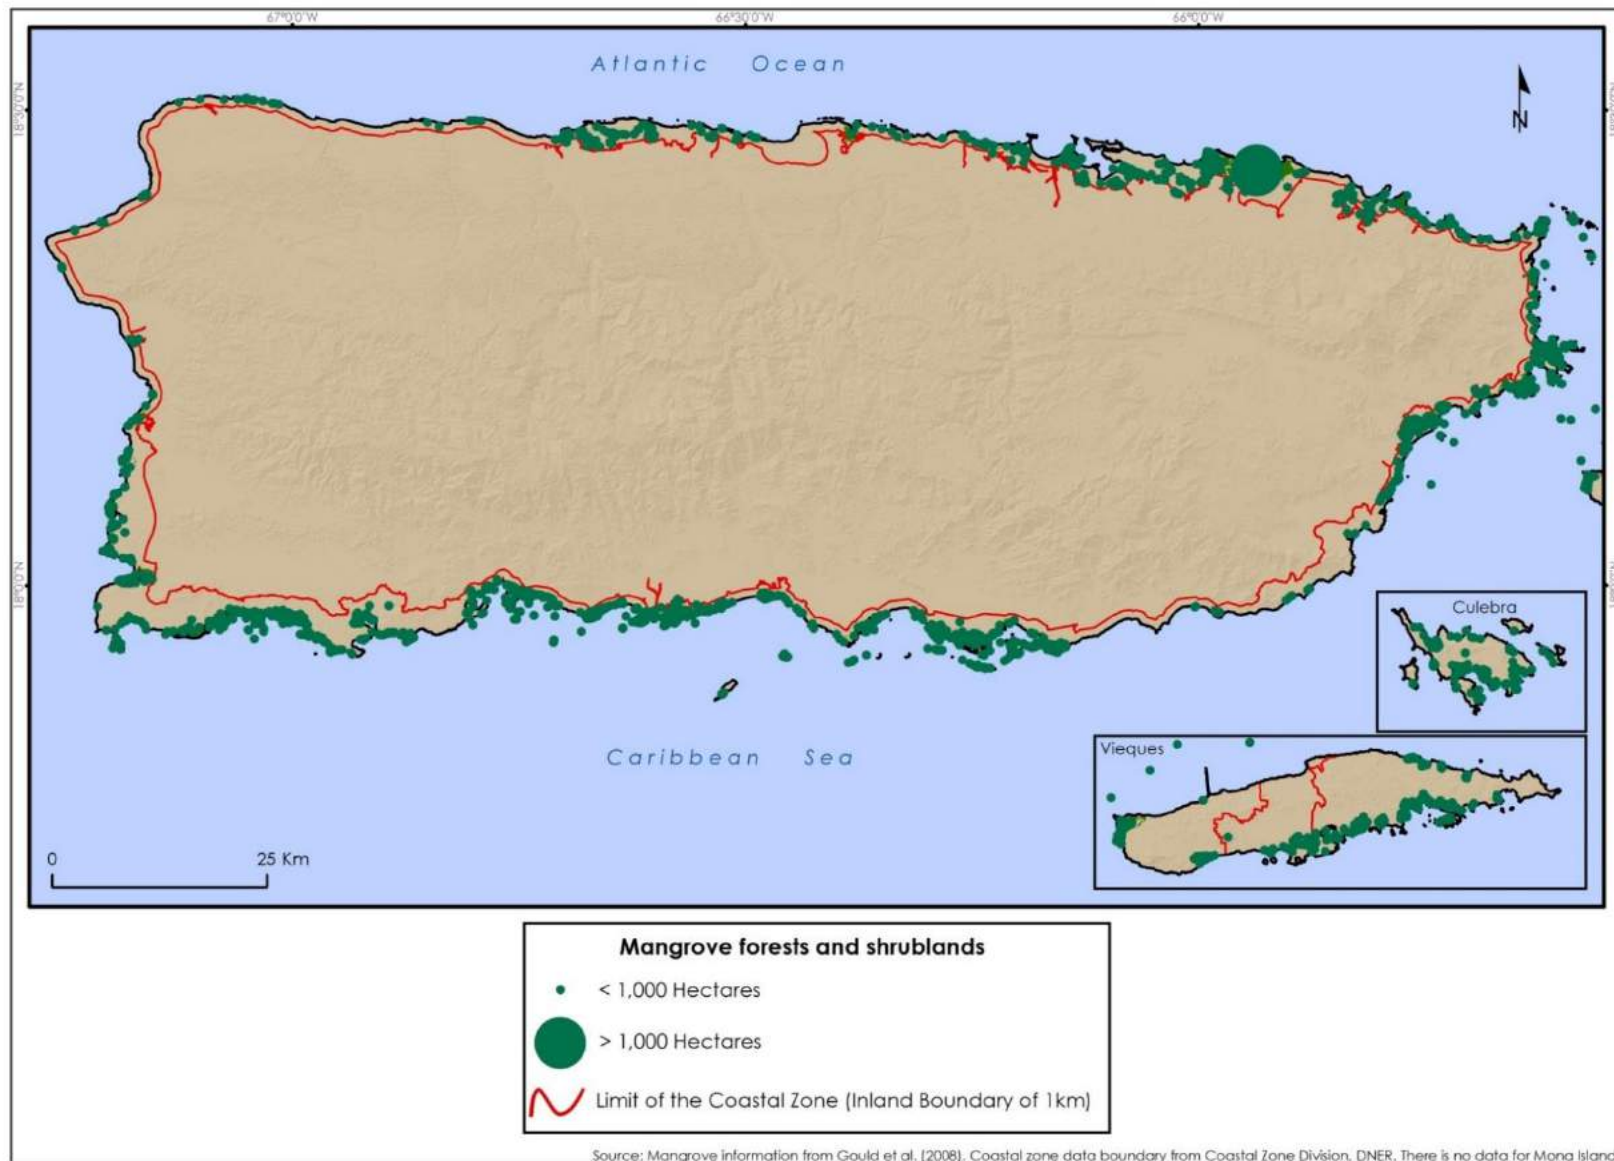 67°0'0"W 66°30'0"W 66°0'0"W
Atlantic Ocean
18°30'0"N
N
18°0'0"N
Culebra
Vieques
Caribbean Sea
0 25 Km
Mangrove forests and shrublands
< 1,000 Hectares
> 1,000 Hectares
Limit of the Coastal Zone (Inland Boundary of 1km)
Source: Mangrove information from Gould et al. (2008). Coastal zone data boundary from Coastal Zone Division, DNER. There is no data for Mona Island